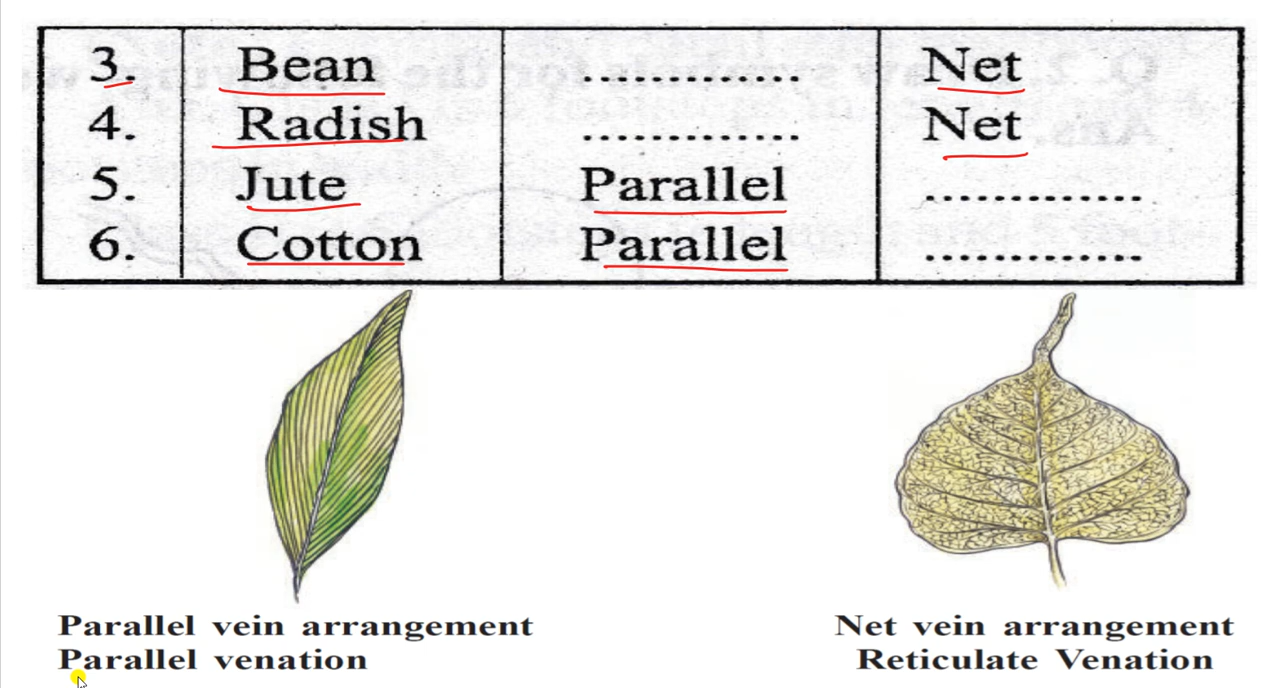 3. Bean ............. Net
4. Radish ............. Net
5. Jute Parallel .............
6. Cotton Parallel .............
Parallel vein arrangement
Parallel venation
Net vein arrangement
Reticulate Venation